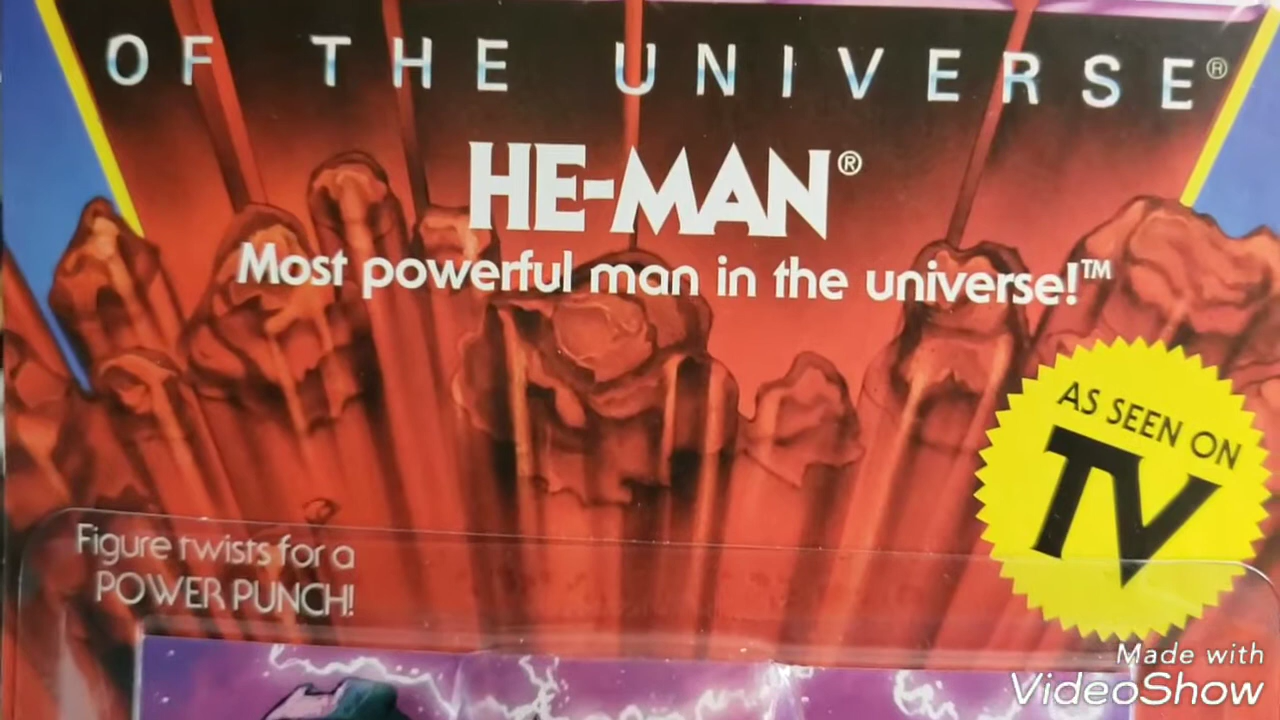 OF THE UNIVERSE®
HE-MAN®
Most powerful man in the universe!™
AS SEEN ON
TV
Figure twists for a
POWER PUNCH!
Made with
VideoShow